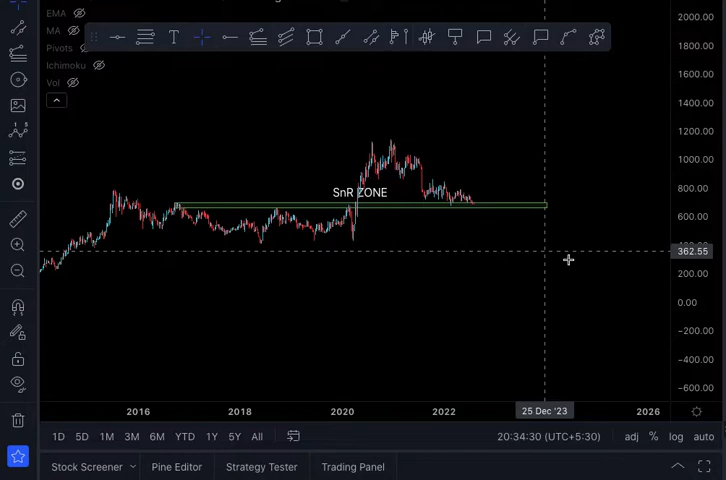 EMA
MA
Pivots
Ichimoku
Vol
T
1 5
SnR ZONE
2000.00
1800.00
1600.00
1400.00
1200.00
1000.00
800.00
600.00
362.55
200.00
0.00
−200.00
−400.00
−600.00
2016 2018 2020 2022 25 Dec '23 2026
1D 5D 1M 3M 6M YTD 1Y 5Y All 20:34:30 (UTC+5:30) adj % log auto
Stock Screener Pine Editor Strategy Tester Trading Panel